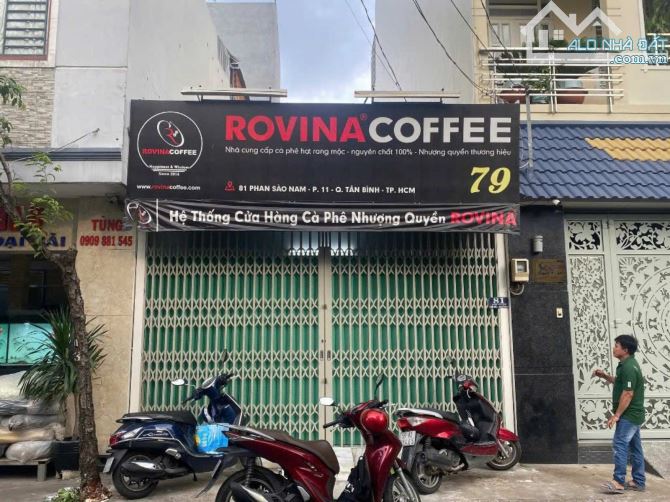 ALO NHÀ ĐẤT
.com.vn
ROVINA® COFFEE
Nhà cung cấp cà phê hạt rang mộc - nguyên chất 100% - Nhượng quyền thương hiệu
ROVINACOFFEE
Happiness & Wisdom
Since 2014
www.rovinacoffee.com
81 PHAN SÀO NAM - P. 11 - Q. TÂN BÌNH - TP. HCM
79
Hệ Thống Cửa Hàng Cà Phê Nhượng Quyền ROVINA
TÙNG
0909 881 545
81